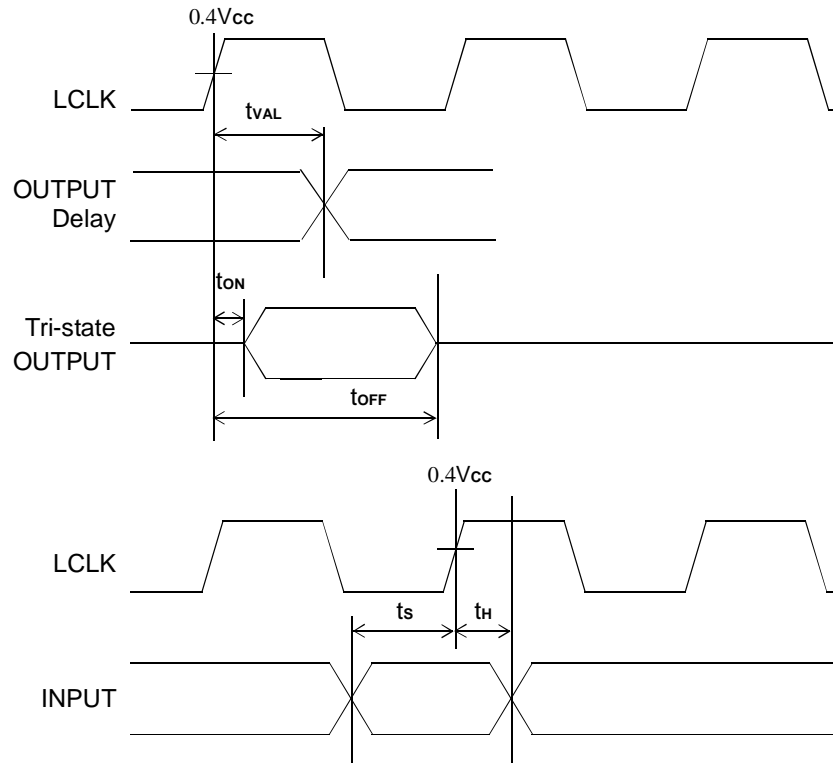 0.4Vcc
LCLK
tVAL
OUTPUT
Delay
tON
Tri-state
OUTPUT
tOFF
0.4Vcc
LCLK
tS
tH
INPUT